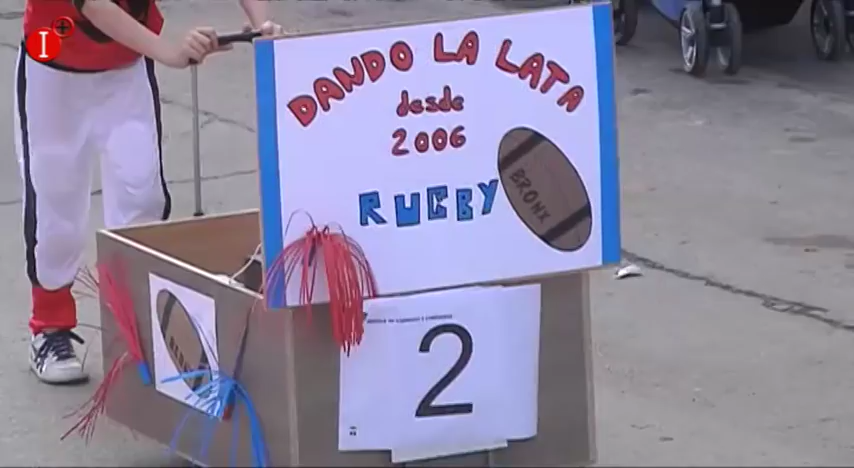 I+
DANDO LA LATA
desde
2006
RUGBY
BRONX
2